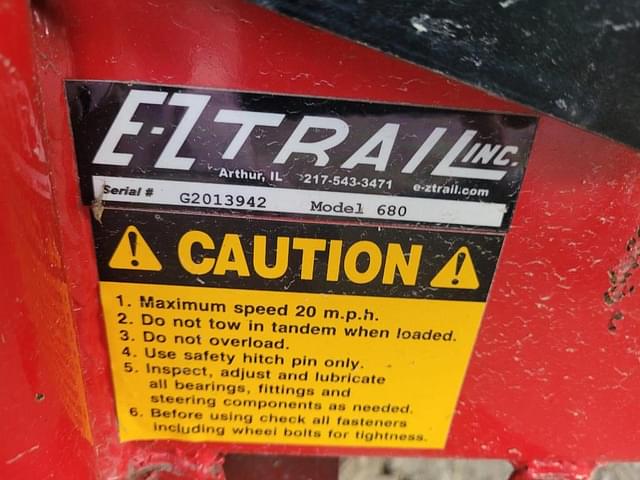 E-Z TRAIL INC.
Arthur, IL 217-543-3471 e-ztrail.com
Serial # G2013942 Model 680
CAUTION
1. Maximum speed 20 m.p.h.
2. Do not tow in tandem when loaded.
3. Do not overload.
4. Use safety hitch pin only.
5. Inspect, adjust and lubricate
all bearings, fittings and
steering components as needed.
6. Before using check all fasteners
including wheel bolts for tightness.